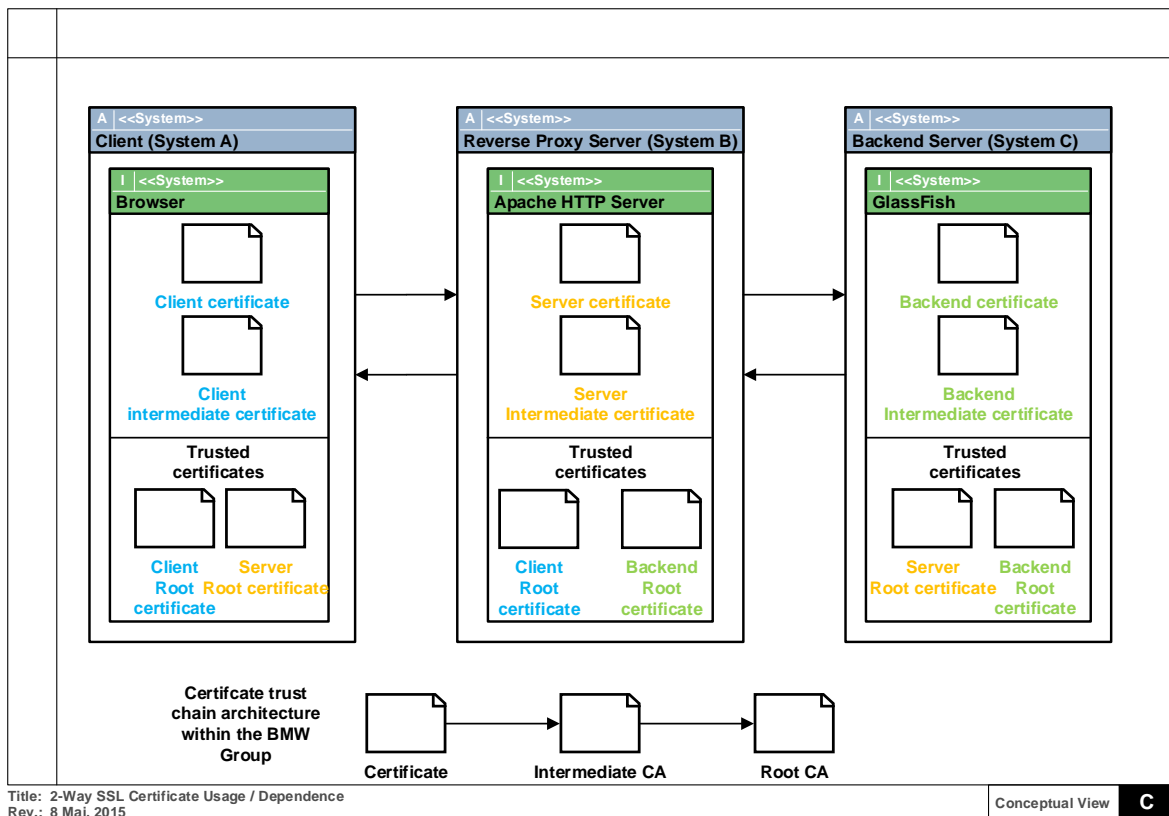 A <<System>>
Client (System A)
I <<System>>
Browser
Client certificate
Client
intermediate certificate
Trusted
certificates
Client
Root
certificate
Server
Root certificate
A <<System>>
Reverse Proxy Server (System B)
I <<System>>
Apache HTTP Server
Server certificate
Server
Intermediate certificate
Trusted
certificates
Client
Root
certificate
Backend
Root
certificate
A <<System>>
Backend Server (System C)
I <<System>>
GlassFish
Backend certificate
Backend
Intermediate certificate
Trusted
certificates
Server
Root certificate
Backend
Root
certificate
Certifcate trust
chain architecture
within the BMW
Group
Certificate
Intermediate CA
Root CA
Title: 2-Way SSL Certificate Usage / Dependence
Rev.: 8 Mai. 2015
Conceptual View C